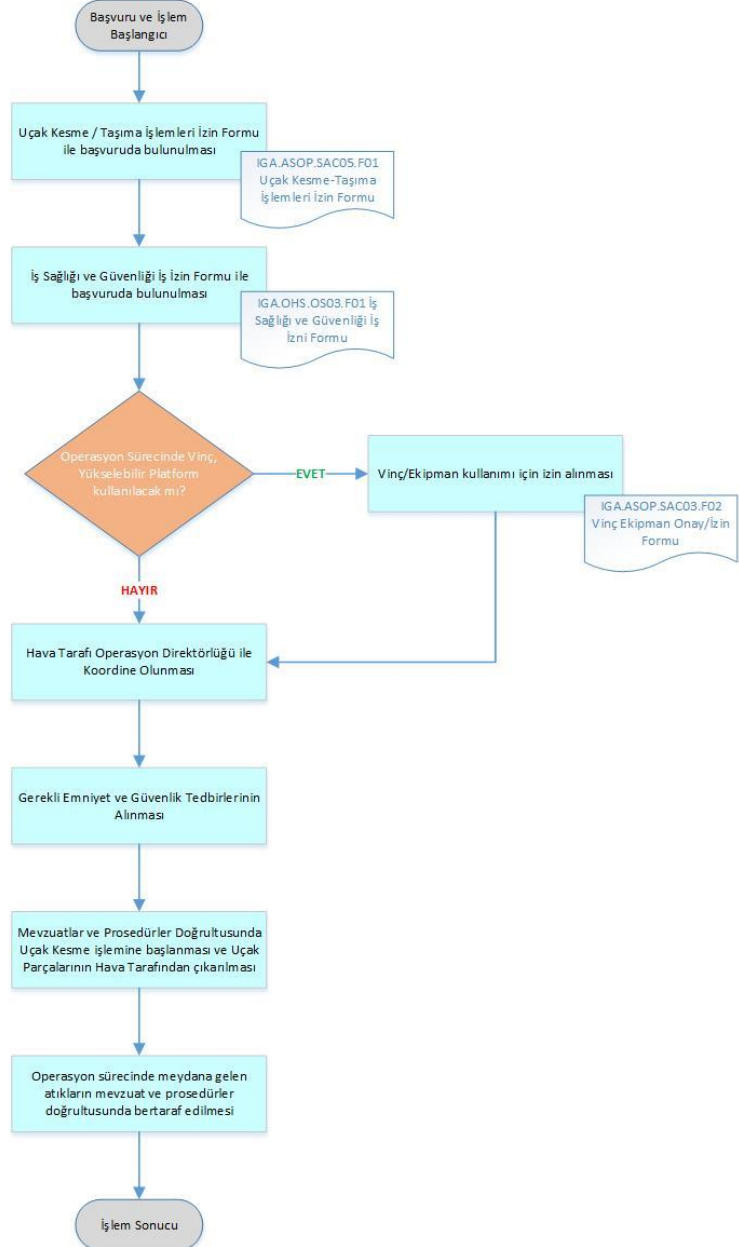 Başvuru ve İşlem
Başlangıcı
Uçak Kesme / Taşıma İşlemleri İzin Formu
ile başvuruda bulunulması
IGA.ASOP.SAC05.F01
Uçak Kesme-Taşıma
İşlemleri İzin Formu
İş Sağlığı ve Güvenliği İş İzin Formu ile
başvuruda bulunulması
IGA.OHS.OS03.F01 İş
Sağlığı ve Güvenliği İş
İzni Formu
Operasyon Sürecinde Vinç,
Yükselebilir Platform
kullanılacak mı?
EVET
Vinç/Ekipman kullanımı için izin alınması
IGA.ASOP.SAC03.F02
Vinç Ekipman Onay/İzin
Formu
HAYIR
Hava Tarafı Operasyon Direktörlüğü ile
Koordine Olunması
Gerekli Emniyet ve Güvenlik Tedbirlerinin
Alınması
Mevzuatlar ve Prosedürler Doğrultusunda
Uçak Kesme işlemine başlanması ve Uçak
Parçalarının Hava Tarafından çıkarılması
Operasyon sürecinde meydana gelen
atıkların mevzuat ve prosedürler
doğrultusunda bertaraf edilmesi
İşlem Sonucu